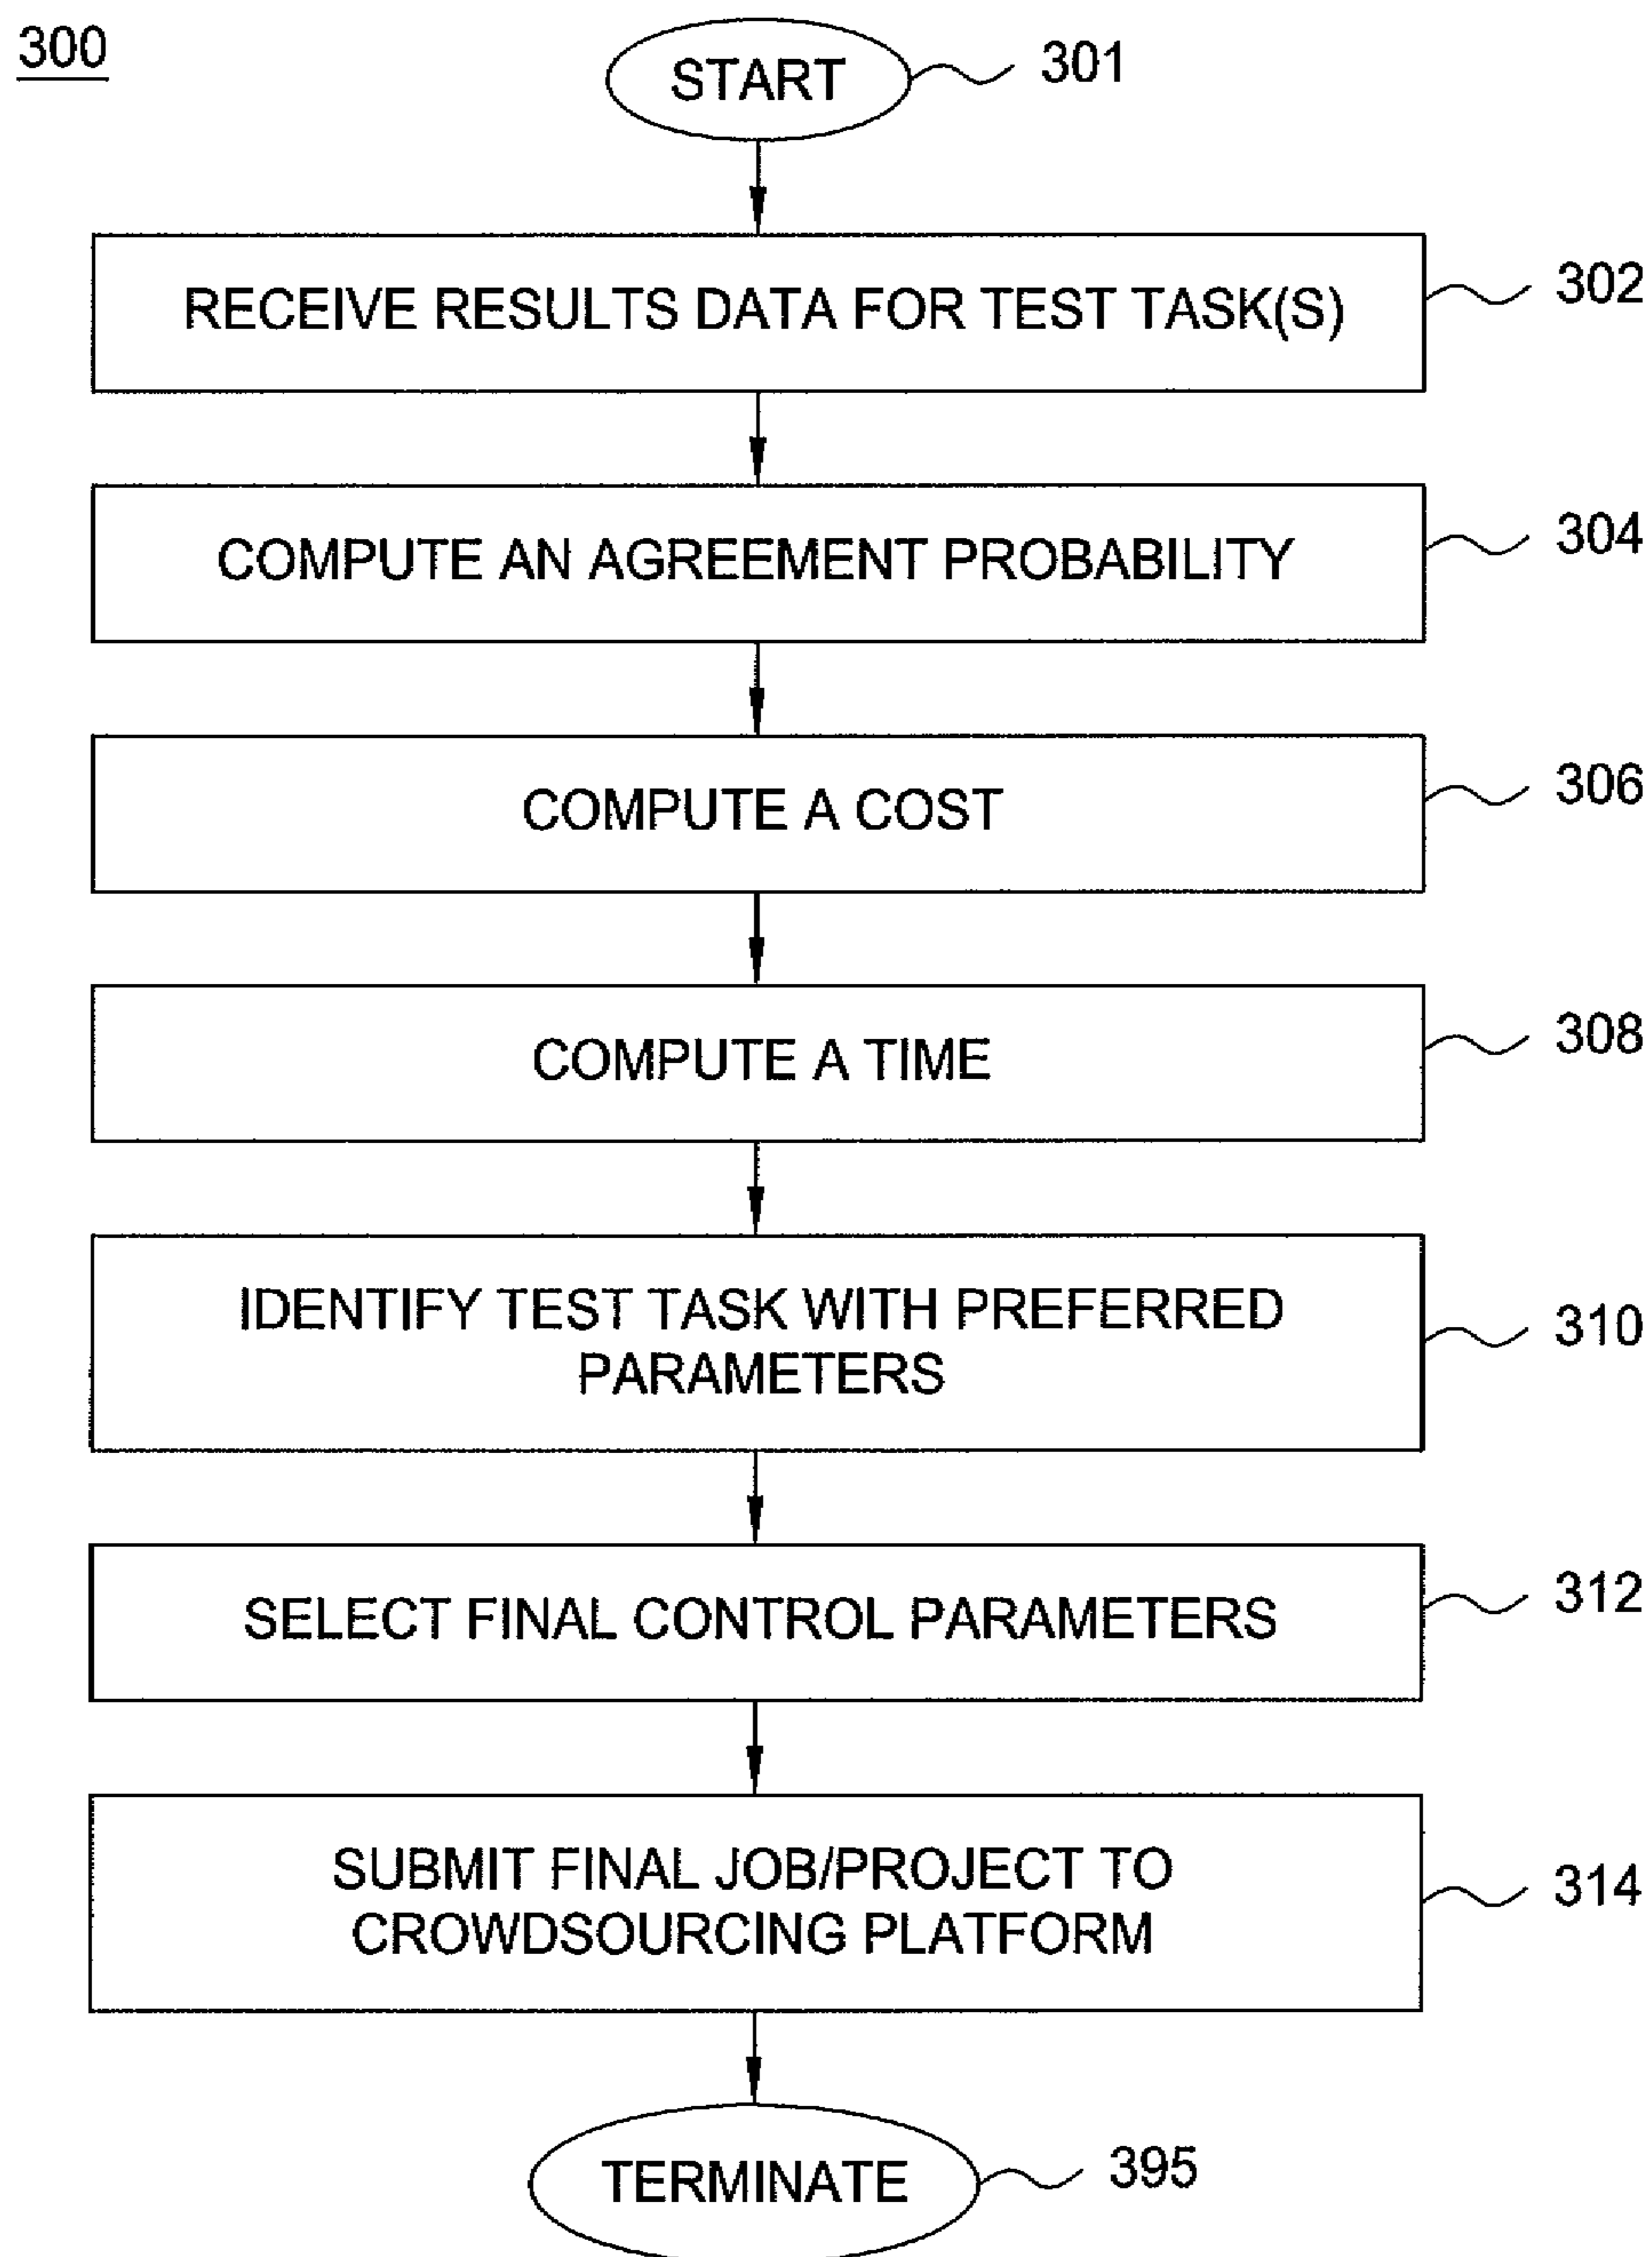 300
START
301
RECEIVE RESULTS DATA FOR TEST TASK(S)
302
COMPUTE AN AGREEMENT PROBABILITY
304
COMPUTE A COST
306
COMPUTE A TIME
308
IDENTIFY TEST TASK WITH PREFERRED
PARAMETERS
310
SELECT FINAL CONTROL PARAMETERS
312
SUBMIT FINAL JOB/PROJECT TO
CROWDSOURCING PLATFORM
314
TERMINATE
395